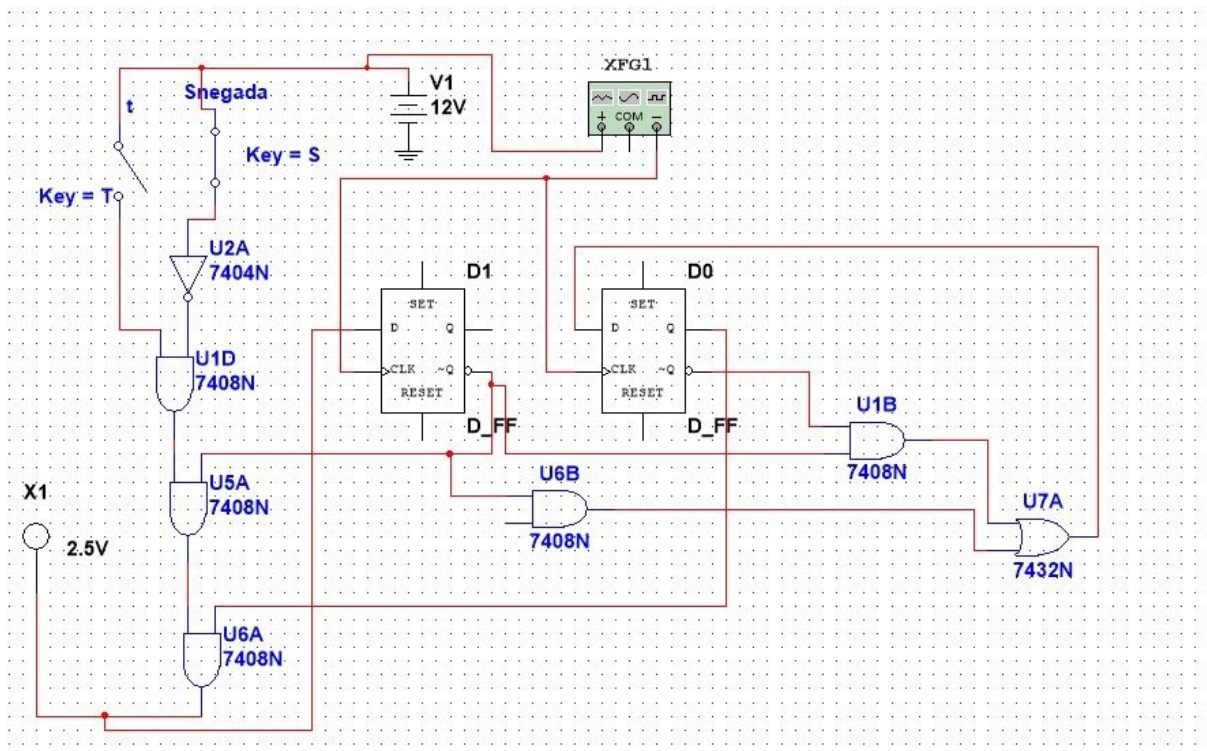 XFG1
+ COM −
V1
12V
t
Snegada
Key = S
Key = T
U2A
7404N
D1
SET
D Q
CLK ~Q
RESET
D_FF
D0
SET
D Q
CLK ~Q
RESET
D_FF
U1D
7408N
U1B
7408N
U5A
7408N
U6B
7408N
U7A
7432N
X1
2.5V
U6A
7408N